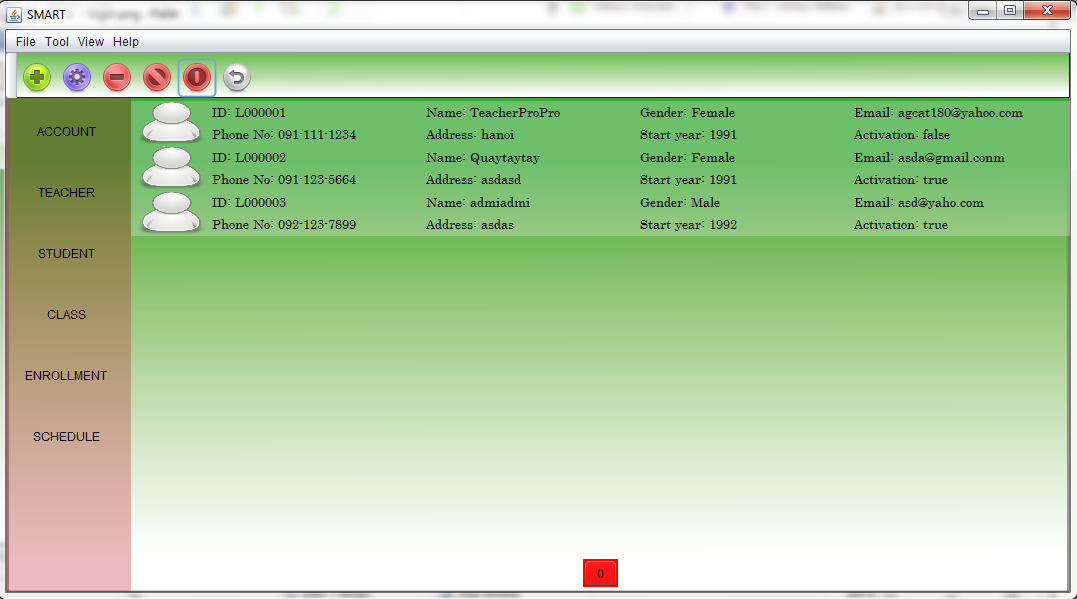 SMART
File Tool View Help
ACCOUNT
TEACHER
STUDENT
CLASS
ENROLLMENT
SCHEDULE
ID: L000001 Name: TeacherProPro Gender: Female Email: agcat180@yahoo.com
Phone No: 091-111-1234 Address: hanoi Start year: 1991 Activation: false
ID: L000002 Name: Quaytaytay Gender: Female Email: asda@gmail.conm
Phone No: 091-123-5664 Address: asdasd Start year: 1991 Activation: true
ID: L000003 Name: admiadmi Gender: Male Email: asd@yaho.com
Phone No: 092-123-7899 Address: asdas Start year: 1992 Activation: true
0